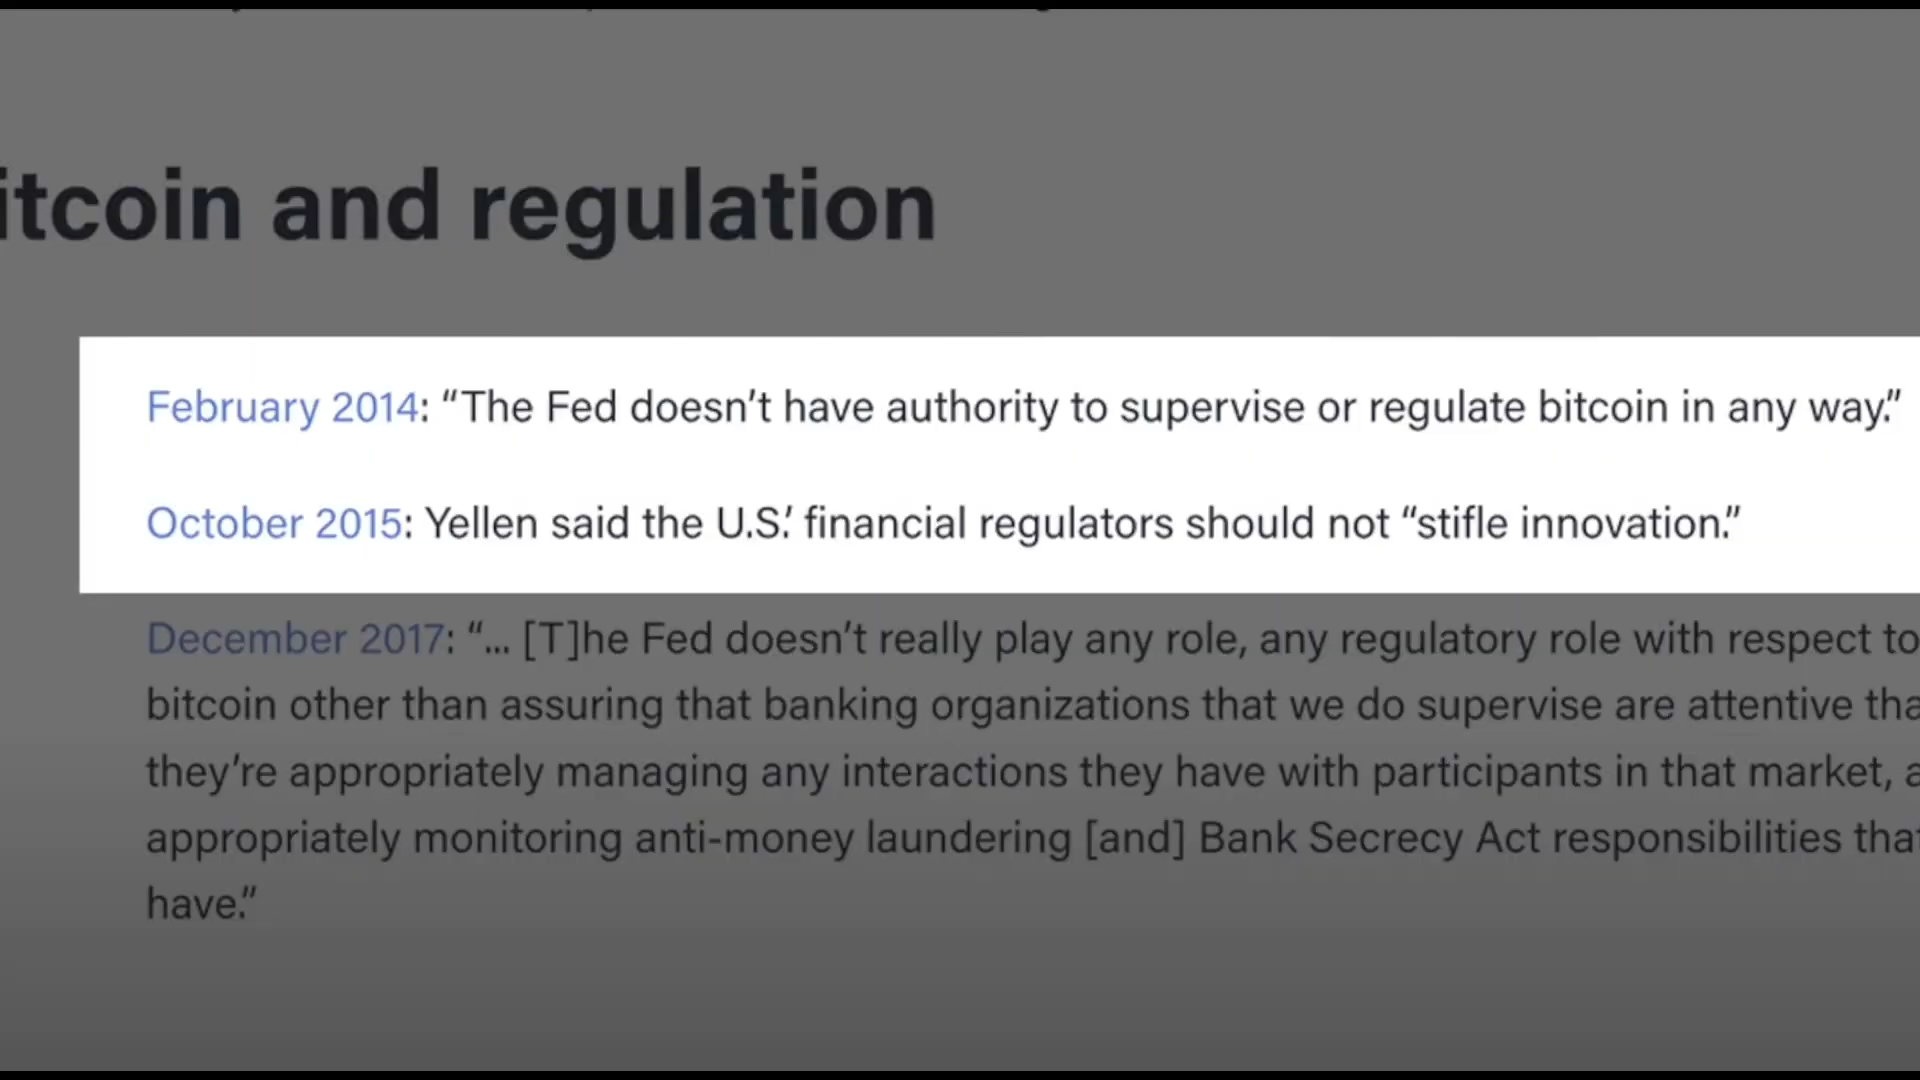 itcoin and regulation
February 2014: “The Fed doesn’t have authority to supervise or regulate bitcoin in any way.”
October 2015: Yellen said the U.S.’ financial regulators should not “stifle innovation.”
December 2017: “... [T]he Fed doesn’t really play any role, any regulatory role with respect to
bitcoin other than assuring that banking organizations that we do supervise are attentive tha
they’re appropriately managing any interactions they have with participants in that market, a
appropriately monitoring anti-money laundering [and] Bank Secrecy Act responsibilities that
have.”